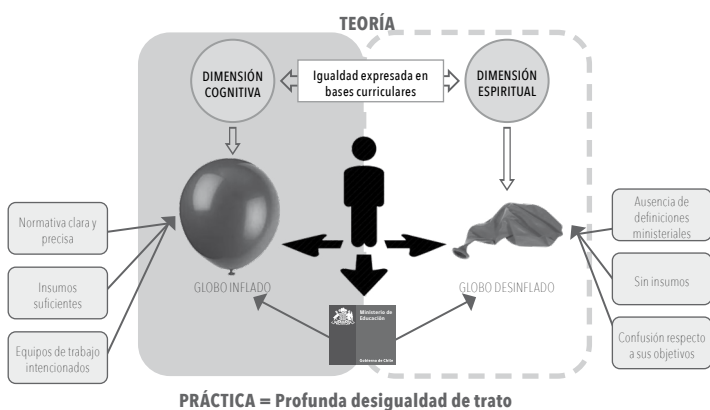 TEORÍA
DIMENSIÓN
COGNITIVA
Igualdad expresada en
bases curriculares
DIMENSIÓN
ESPIRITUAL
Normativa clara y
precisa
Insumos
suficientes
Equipos de trabajo
intencionados
GLOBO INFLADO
GLOBO DESINFLADO
Ausencia de
definiciones
ministeriales
Sin insumos
Confusión respecto
a sus objetivos
Ministerio de
Educación
Gobierno de Chile
PRÁCTICA = Profunda desigualdad de trato